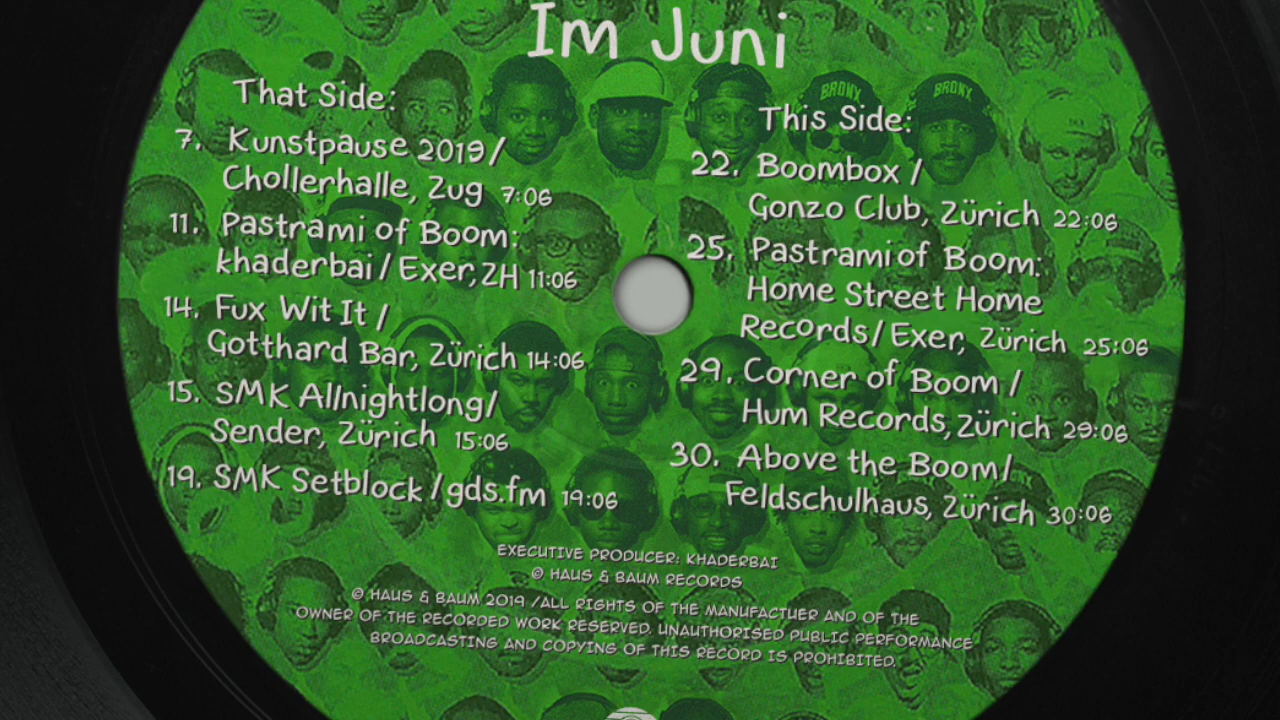 Im Juni
That Side:
7. Kunstpause 2019/
Chollerhalle, Zug 7:06
11. Pastrami of Boom:
khaderbai / Exer, ZH 11:06
14. Fux Wit It /
Gotthard Bar, Zürich 14:06
15. SMK Allnightlong/
Sender, Zürich 15:06
19. SMK Setblock / gds.fm 19:06
This Side:
22. Boombox /
Gonzo Club, Zürich 22:06
25. Pastrami of Boom:
Home Street Home
Records / Exer, Zürich 25:06
29. Corner of Boom /
Hum Records, Zürich 29:06
30. Above the Boom/
Feldschulhaus, Zürich 30:06
EXECUTIVE PRODUCER: KHADERBAI
© HAUS & BAUM RECORDS
© HAUS & BAUM 2019 /ALL RIGHTS OF THE MANUFACTUER AND OF THE
OWNER OF THE RECORDED WORK RESERVED. UNAUTHORISED PUBLIC PERFORMANCE
BROADCASTING AND COPYING OF THIS RECORD IS PROHIBITED.
BRONX
BRONX